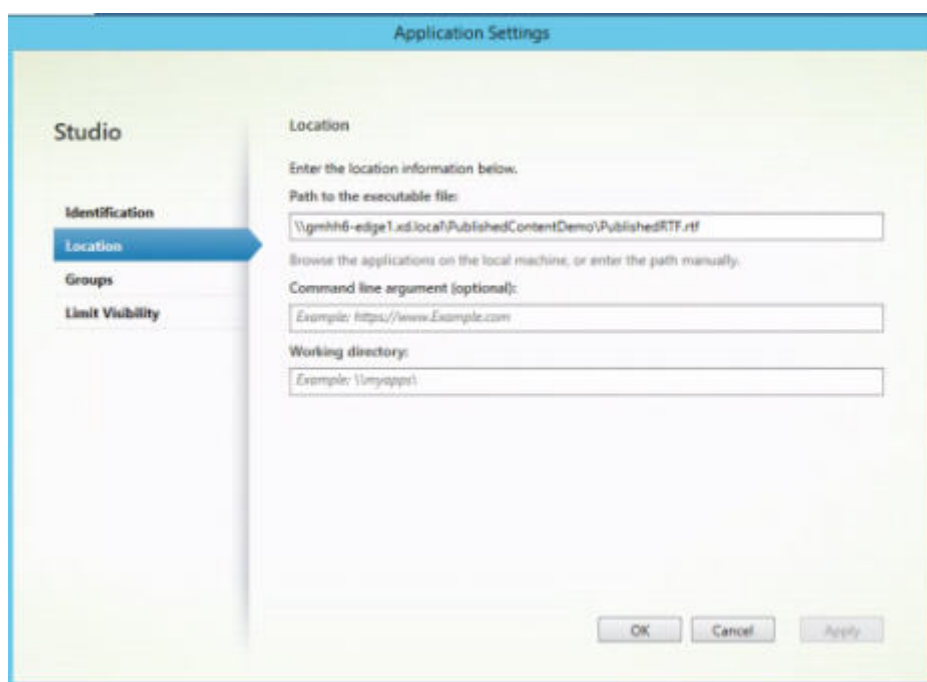 Application Settings
Studio
Identification
Location
Groups
Limit Visibility
Location
Enter the location information below.
Path to the executable file:
\\gmhh6-edge1.xd.local\PublishedContentDemo\PublishedRTF.rtf
Browse the applications on the local machine, or enter the path manually.
Command line argument (optional):
Example: https://www.Example.com
Working directory:
Example: \\myapps\
OK
Cancel
Apply